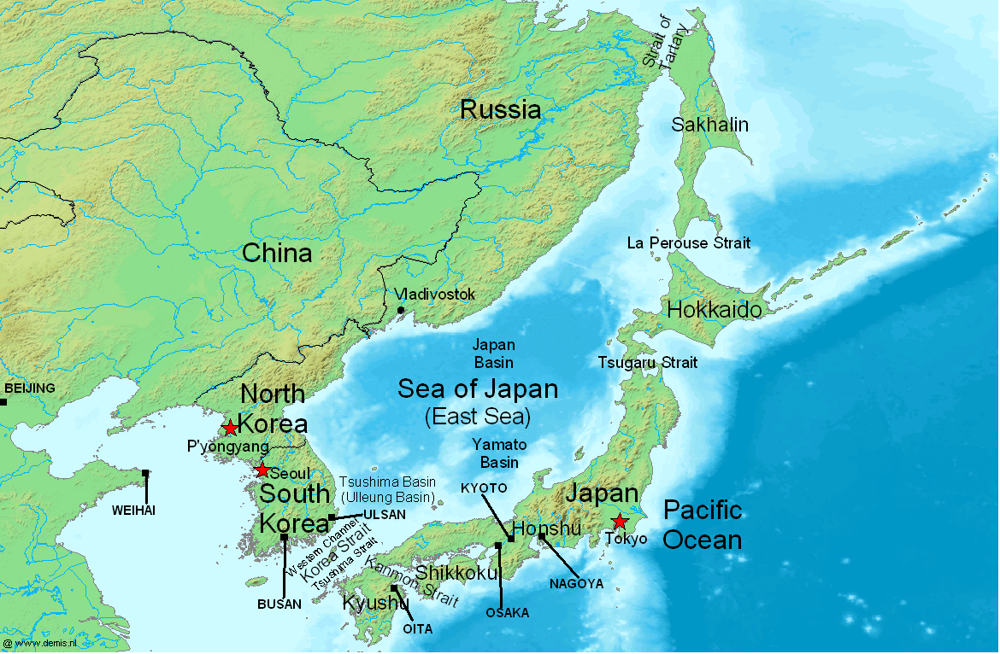 Strait of
Tartary
Russia
Sakhalin
China
La Perouse Strait
Vladivostok
Hokkaido
Japan
Basin
Tsugaru Strait
BEIJING
Sea of Japan
(East Sea)
North
Korea
P'yongyang
Yamato
Basin
Seoul
Tsushima Basin
(Ulleung Basin)
KYOTO
South
Korea
Japan
WEIHAI
ULSAN
Pacific
Ocean
Honshu
Tokyo
Western Channel
Korea Strait
Tsushima Strait
Kanmon Strait
Shikkoku
NAGOYA
BUSAN
Kyushu
OSAKA
OITA
@ www.demis.nl